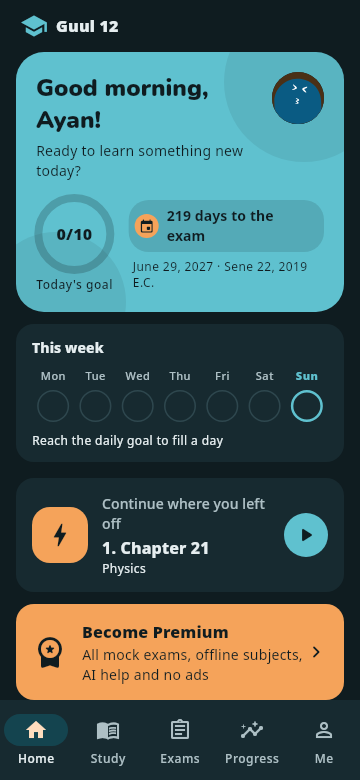 Guul 12
Good morning,
Ayan!
Ready to learn something new
today?
0/10
Today's goal
219 days to the
exam
June 29, 2027 · Sene 22, 2019
E.C.
This week
Mon Tue Wed Thu Fri Sat Sun
Reach the daily goal to fill a day
Continue where you left
off
1. Chapter 21
Physics
Become Premium
All mock exams, offline subjects,
AI help and no ads
Home Study Exams Progress Me